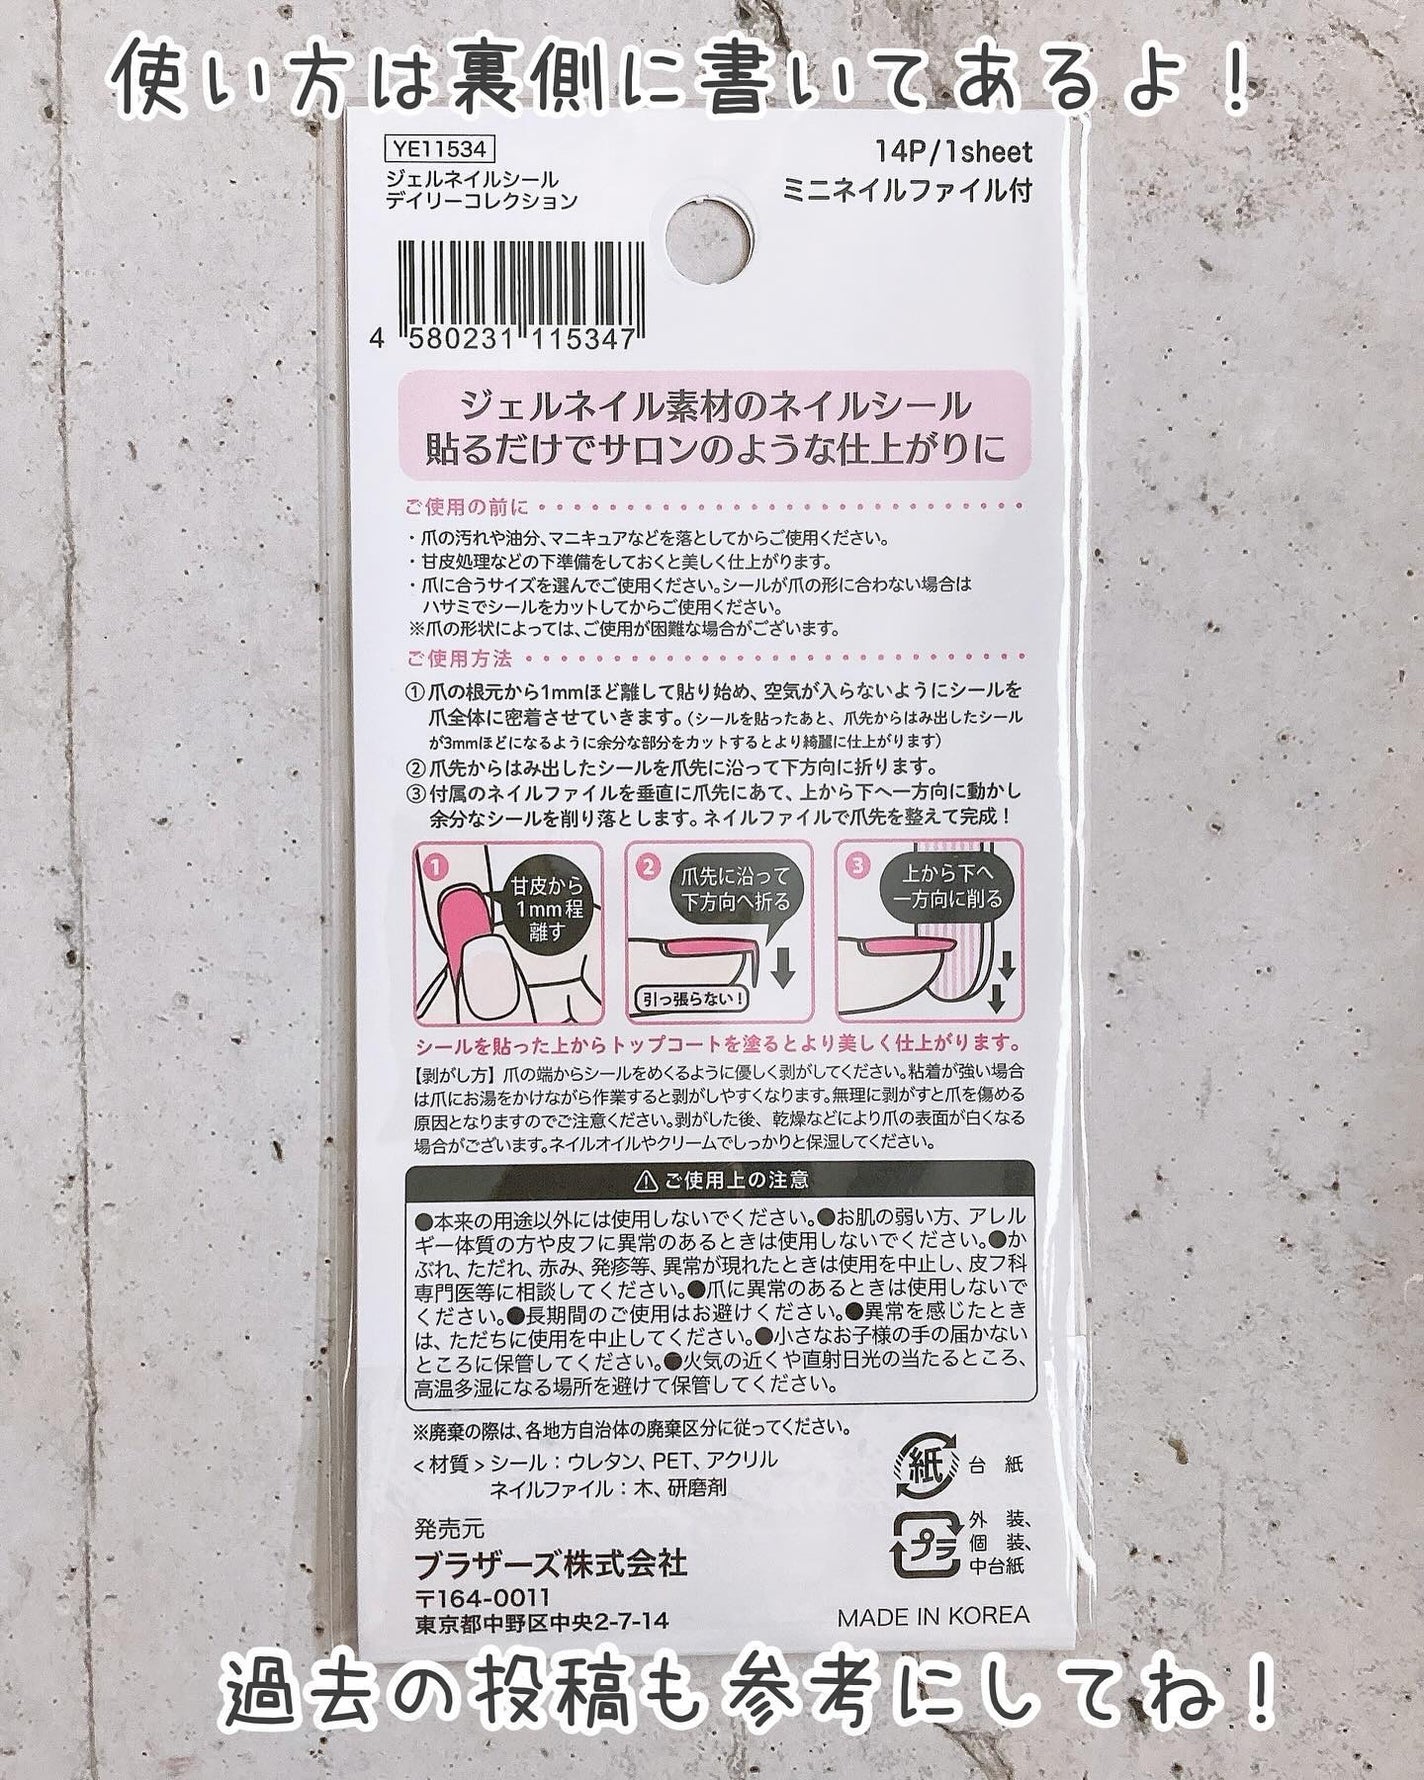 使い方は裏側に書いてあるよ！
YE11534
ジェルネイルシール
デイリーコレクション
14P/1sheet
ミニネイルファイル付
4 580231 115347
ジェルネイル素材のネイルシール
貼るだけでサロンのような仕上がりに
ご使用の前に
・爪の汚れや油分、マニキュアなどを落としてからご使用ください。
・甘皮処理などの下準備をしておくと美しく仕上がります。
・爪に合うサイズを選んでご使用ください。シールが爪の形に合わない場合は
ハサミでシールをカットしてからご使用ください。
※爪の形状によっては、ご使用が困難な場合がございます。
ご使用方法
①爪の根元から1mmほど離して貼り始め、空気が入らないようにシールを
爪全体に密着させていきます。（シールを貼ったあと、爪先からはみ出したシール
が3mmほどになるように余分な部分をカットするとより綺麗に仕上がります）
②爪先からはみ出したシールを爪先に沿って下方向に折ります。
③付属のネイルファイルを垂直に爪先にあて、上から下へ一方向に動かし
余分なシールを削り落とします。ネイルファイルで爪先を整えて完成！
1
甘皮から
1mm程
離す
2
爪先に沿って
下方向へ折る
引っ張らない！
3
上から下へ
一方向に削る
シールを貼った上からトップコートを塗るとより美しく仕上がります。
【剥がし方】爪の端からシールをめくるように優しく剥がしてください。粘着が強い場合
は爪にお湯をかけながら作業すると剥がしやすくなります。無理に剥がすと爪を傷める
原因となりますのでご注意ください。剥がした後、乾燥などにより爪の表面が白くなる
場合がございます。ネイルオイルやクリームでしっかりと保湿してください。
⚠ご使用上の注意
●本来の用途以外には使用しないでください。●お肌の弱い方、アレル
ギー体質の方や皮フに異常のあるときは使用しないでください。●か
ぶれ、ただれ、赤み、発疹等、異常が現れたときは使用を中止し、皮フ科
専門医等に相談してください。●爪に異常のあるときは使用しないで
ください。●長期間のご使用はお避けください。●異常を感じたとき
は、ただちに使用を中止してください。●小さなお子様の手の届かない
ところに保管してください。●火気の近くや直射日光の当たるところ、
高温多湿になる場所を避けて保管してください。
※廃棄の際は、各地方自治体の廃棄区分に従ってください。
＜材質＞シール：ウレタン、PET、アクリル
ネイルファイル：木、研磨剤
紙 台 紙
プラ 外 装、
個 装、
中台紙
発売元
ブラザーズ株式会社
〒164-0011
東京都中野区中央2-7-14
MADE IN KOREA
過去の投稿も参考にしてね！